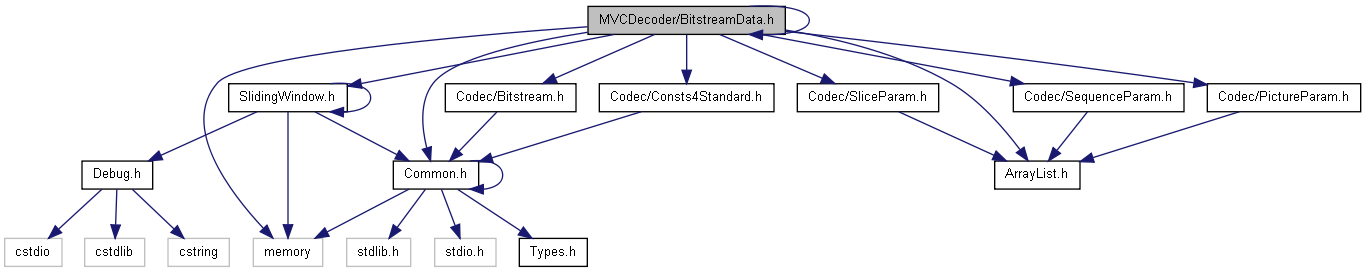 MVCDecoder/BitstreamData.h
SlidingWindow.h
Codec/Bitstream.h
Codec/Consts4Standard.h
Codec/SliceParam.h
Codec/SequenceParam.h
Codec/PictureParam.h
Debug.h
Common.h
ArrayList.h
cstdio
cstdlib
cstring
memory
stdlib.h
stdio.h
Types.h